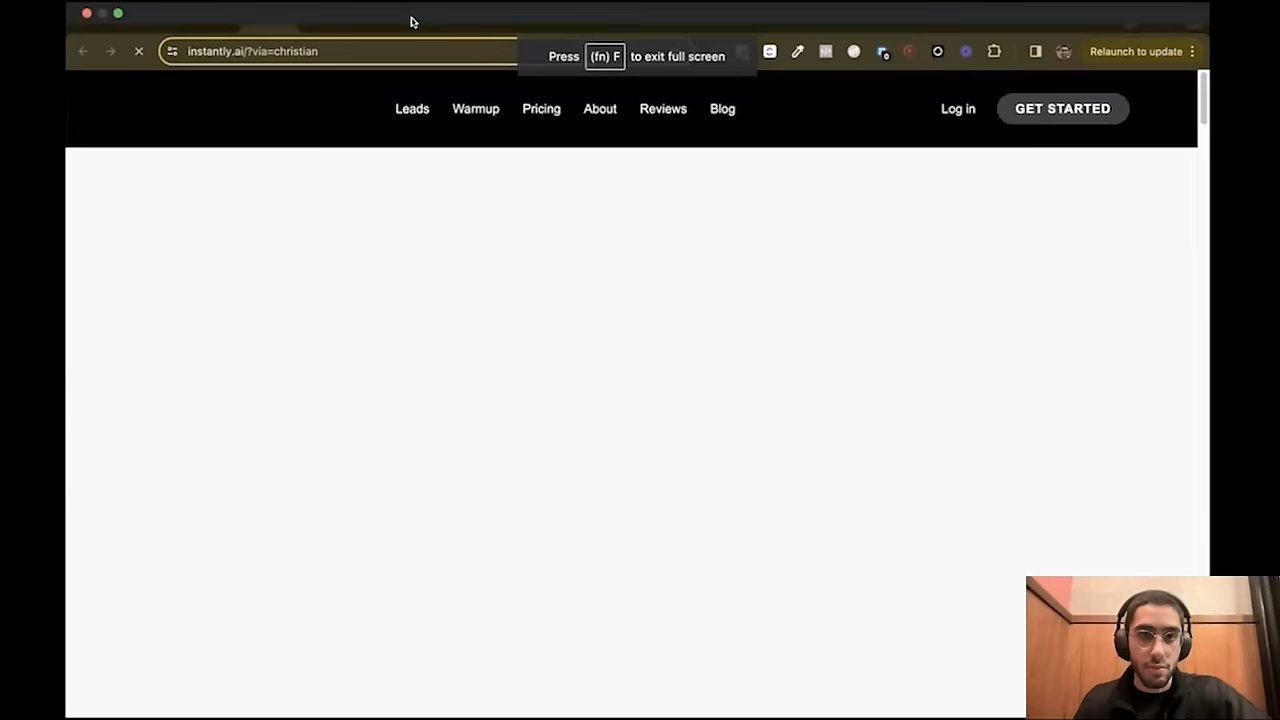 instantly.ai/?via=christian
Press (fn) F to exit full screen
Relaunch to update
Leads Warmup Pricing About Reviews Blog Log in GET STARTED